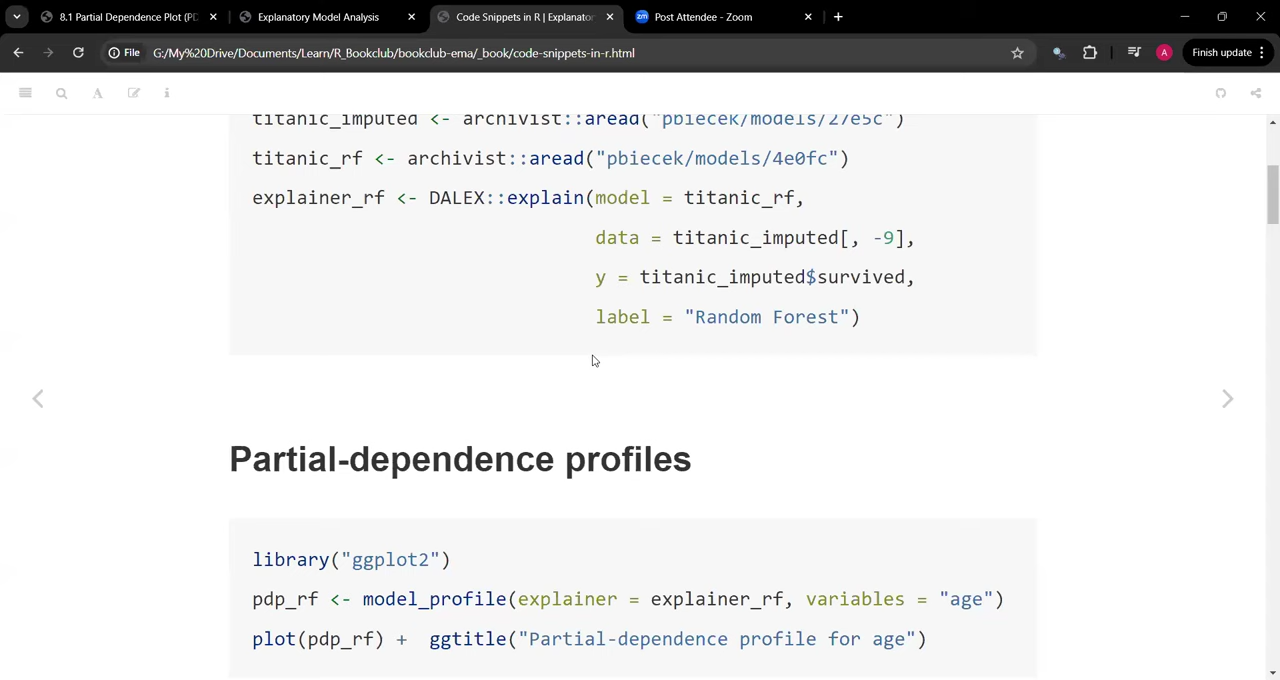 8.1 Partial Dependence Plot (PD
Explanatory Model Analysis
Code Snippets in R | Explanator
zm Post Attendee - Zoom
File G:/My%20Drive/Documents/Learn/R_Bookclub/bookclub-ema/_book/code-snippets-in-r.html
A
Finish update
A
titanic_imputed <- archivist::aread("pbiecek/models/27e5c")
titanic_rf <- archivist::aread("pbiecek/models/4e0fc")
explainer_rf <- DALEX::explain(model = titanic_rf,
data = titanic_imputed[, -9],
y = titanic_imputed$survived,
label = "Random Forest")
Partial-dependence profiles
library("ggplot2")
pdp_rf <- model_profile(explainer = explainer_rf, variables = "age")
plot(pdp_rf) +  ggtitle("Partial-dependence profile for age")